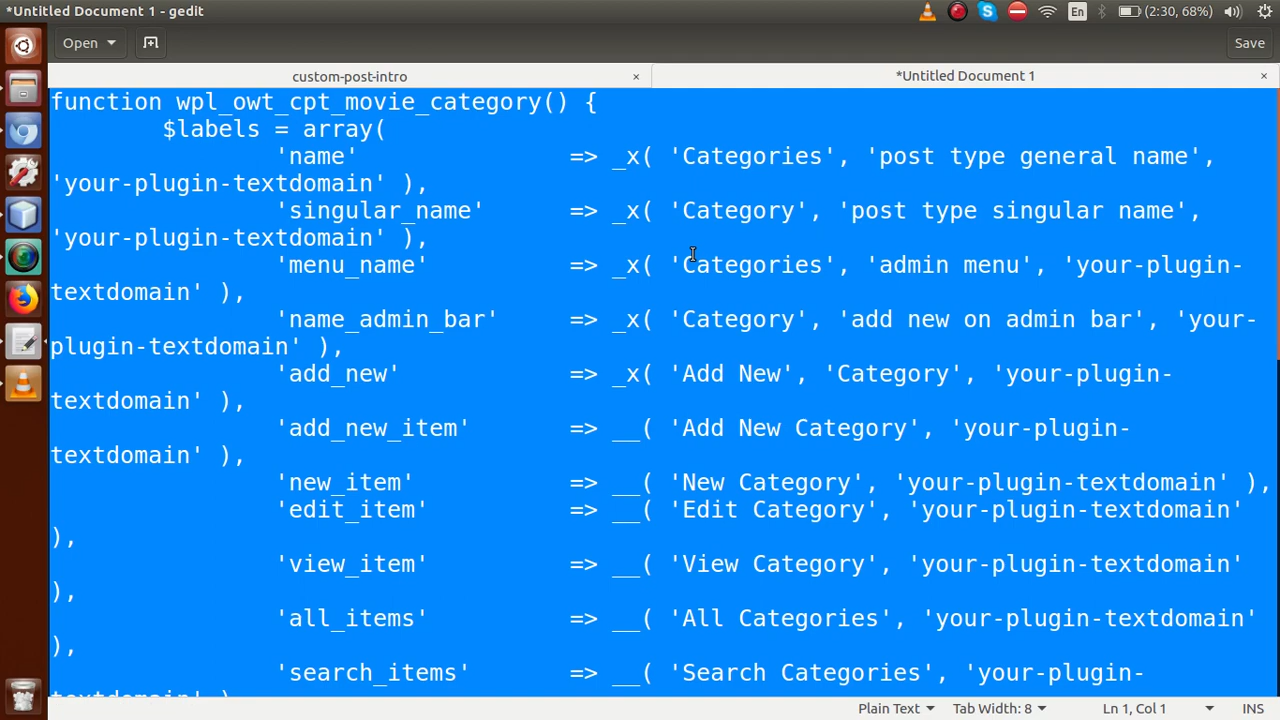 *Untitled Document 1 - gedit
En
(2:30, 68%)
Open
Save
custom-post-intro ×
*Untitled Document 1 ×
function wpl_owt_cpt_movie_category() {
$labels = array(
'name' => _x( 'Categories', 'post type general name',
'your-plugin-textdomain' ),
'singular_name' => _x( 'Category', 'post type singular name',
'your-plugin-textdomain' ),
'menu_name' => _x( 'Categories', 'admin menu', 'your-plugin-
textdomain' ),
'name_admin_bar' => _x( 'Category', 'add new on admin bar', 'your-
plugin-textdomain' ),
'add_new' => _x( 'Add New', 'Category', 'your-plugin-
textdomain' ),
'add_new_item' => __( 'Add New Category', 'your-plugin-
textdomain' ),
'new_item' => __( 'New Category', 'your-plugin-textdomain' ),
'edit_item' => __( 'Edit Category', 'your-plugin-textdomain'
),
'view_item' => __( 'View Category', 'your-plugin-textdomain'
),
'all_items' => __( 'All Categories', 'your-plugin-textdomain'
),
'search_items' => __( 'Search Categories', 'your-plugin-
textdomain' )
Plain Text
Tab Width: 8
Ln 1, Col 1
INS